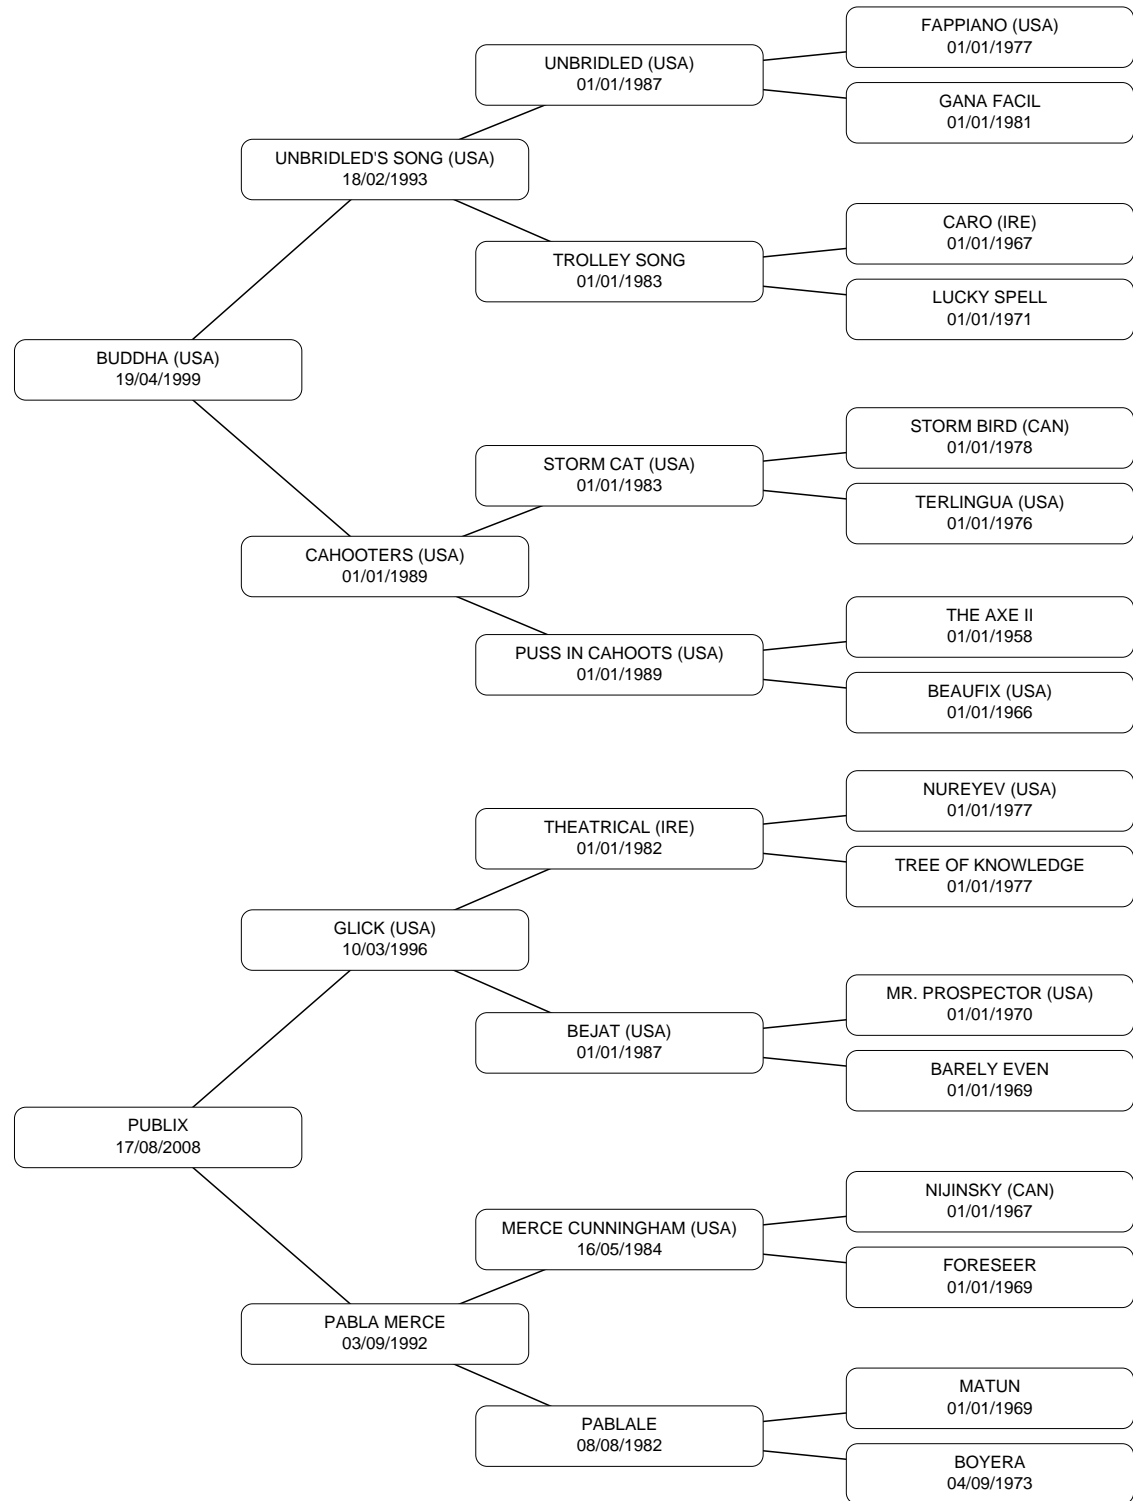 FAPPIANO (USA)
01/01/1977
UNBRIDLED (USA)
01/01/1987
GANA FACIL
01/01/1981
UNBRIDLED'S SONG (USA)
18/02/1993
CARO (IRE)
01/01/1967
TROLLEY SONG
01/01/1983
LUCKY SPELL
01/01/1971
BUDDHA (USA)
19/04/1999
STORM BIRD (CAN)
01/01/1978
STORM CAT (USA)
01/01/1983
TERLINGUA (USA)
01/01/1976
CAHOOTERS (USA)
01/01/1989
THE AXE II
01/01/1958
PUSS IN CAHOOTS (USA)
01/01/1989
BEAUFIX (USA)
01/01/1966
NUREYEV (USA)
01/01/1977
THEATRICAL (IRE)
01/01/1982
TREE OF KNOWLEDGE
01/01/1977
GLICK (USA)
10/03/1996
MR. PROSPECTOR (USA)
01/01/1970
BEJAT (USA)
01/01/1987
BARELY EVEN
01/01/1969
PUBLIX
17/08/2008
NIJINSKY (CAN)
01/01/1967
MERCE CUNNINGHAM (USA)
16/05/1984
FORESEER
01/01/1969
PABLA MERCE
03/09/1992
MATUN
01/01/1969
PABLALE
08/08/1982
BOYERA
04/09/1973